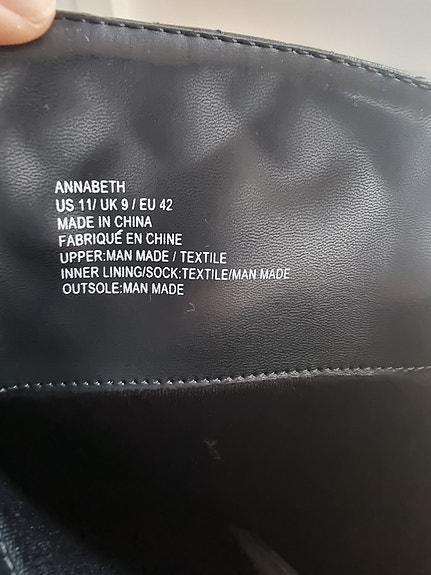 ANNABETH
US 11/ UK 9 / EU 42
MADE IN CHINA
FABRIQUÉ EN CHINE
UPPER:MAN MADE / TEXTILE
INNER LINING/SOCK:TEXTILE/MAN MADE
OUTSOLE:MAN MADE